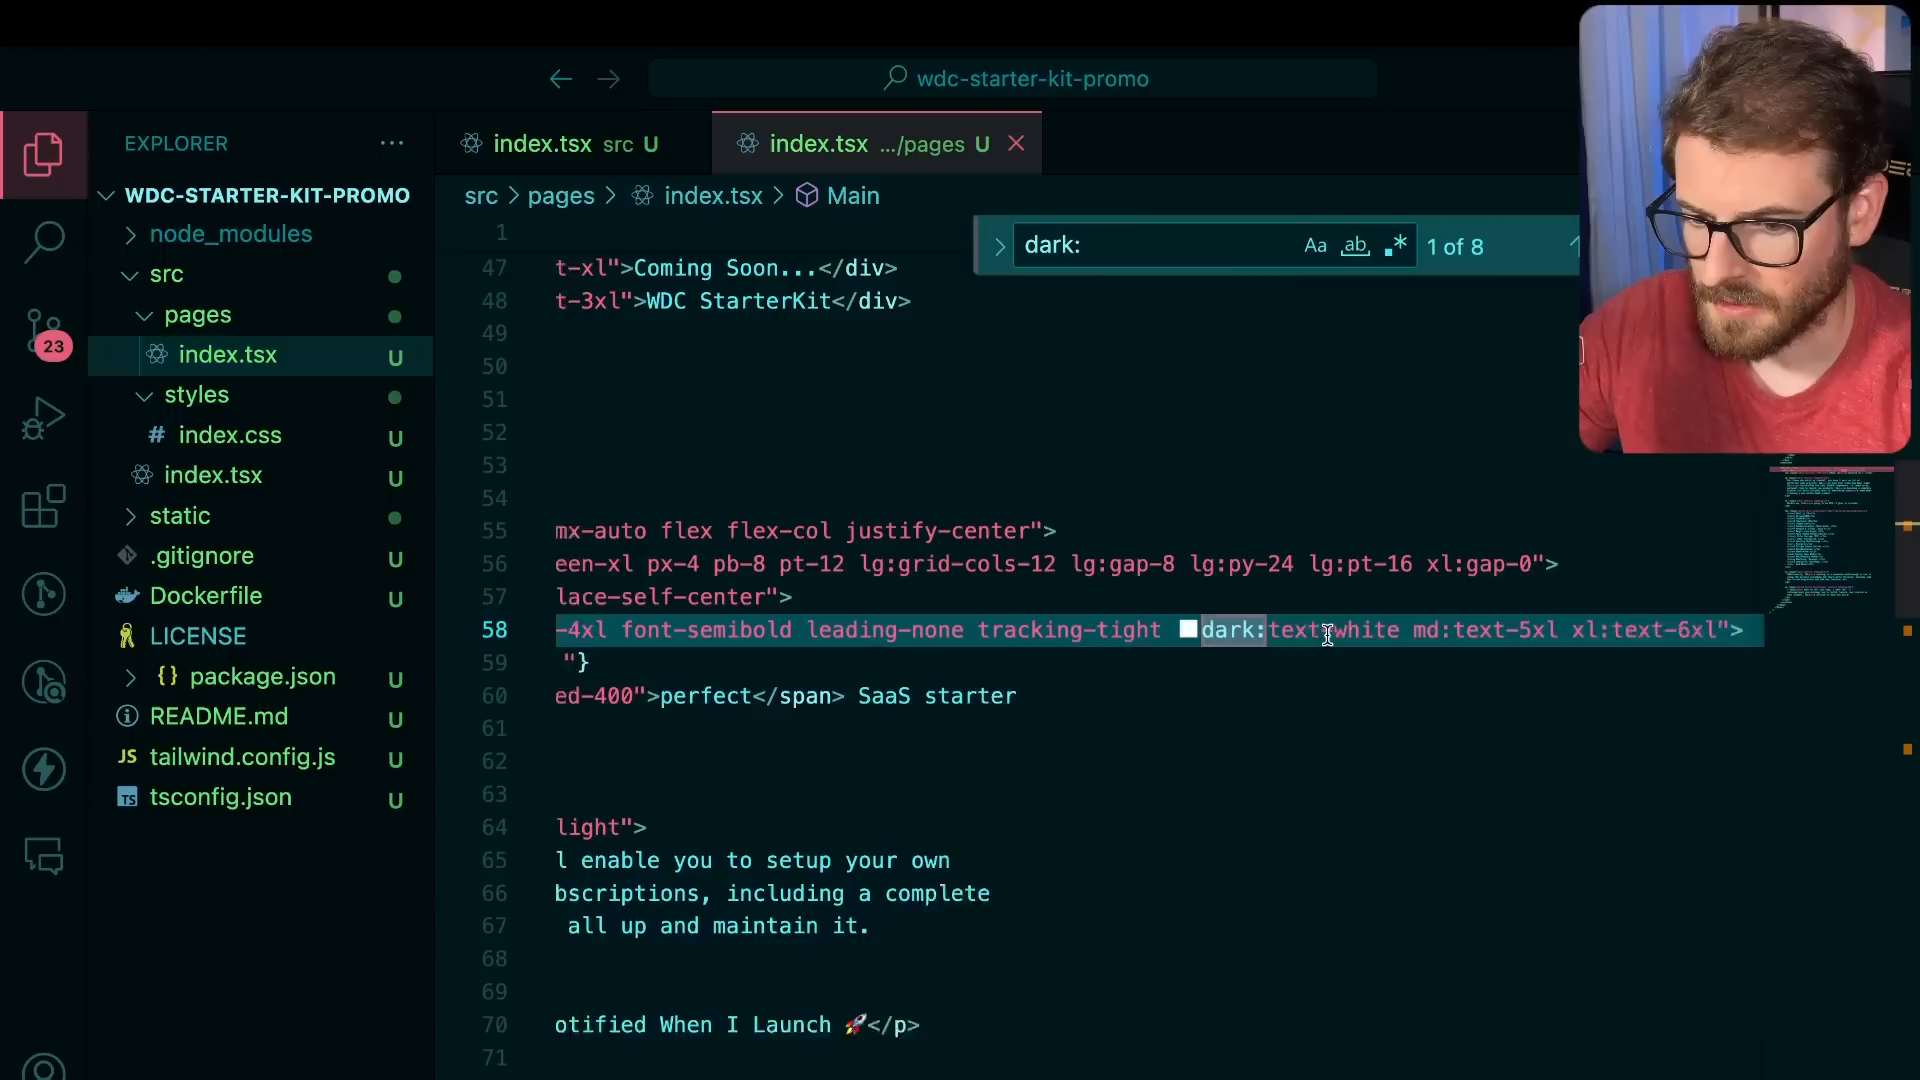 wdc-starter-kit-promo
EXPLORER
index.tsx src U
index.tsx .../pages U
WDC-STARTER-KIT-PROMO
src > pages > index.tsx > Main
node_modules
src
pages
index.tsx U
styles
index.css U
index.tsx U
static
.gitignore U
Dockerfile U
LICENSE
{} package.json U
README.md U
JS tailwind.config.js U
TS tsconfig.json U
23
dark: Aa ab 1 of 8
1
47 t-xl">Coming Soon...</div>
48 t-3xl">WDC StarterKit</div>
49
50
51
52
53
54
55 mx-auto flex flex-col justify-center">
56 een-xl px-4 pb-8 pt-12 lg:grid-cols-12 lg:gap-8 lg:py-24 lg:pt-16 xl:gap-0">
57 lace-self-center">
58 -4xl font-semibold leading-none tracking-tight dark:text-white md:text-5xl xl:text-6xl">
59 "}
60 ed-400">perfect</span> SaaS starter
61
62
63
64 light">
65 l enable you to setup your own
66 bscriptions, including a complete
67 all up and maintain it.
68
69
70 otified When I Launch 🚀</p>
71